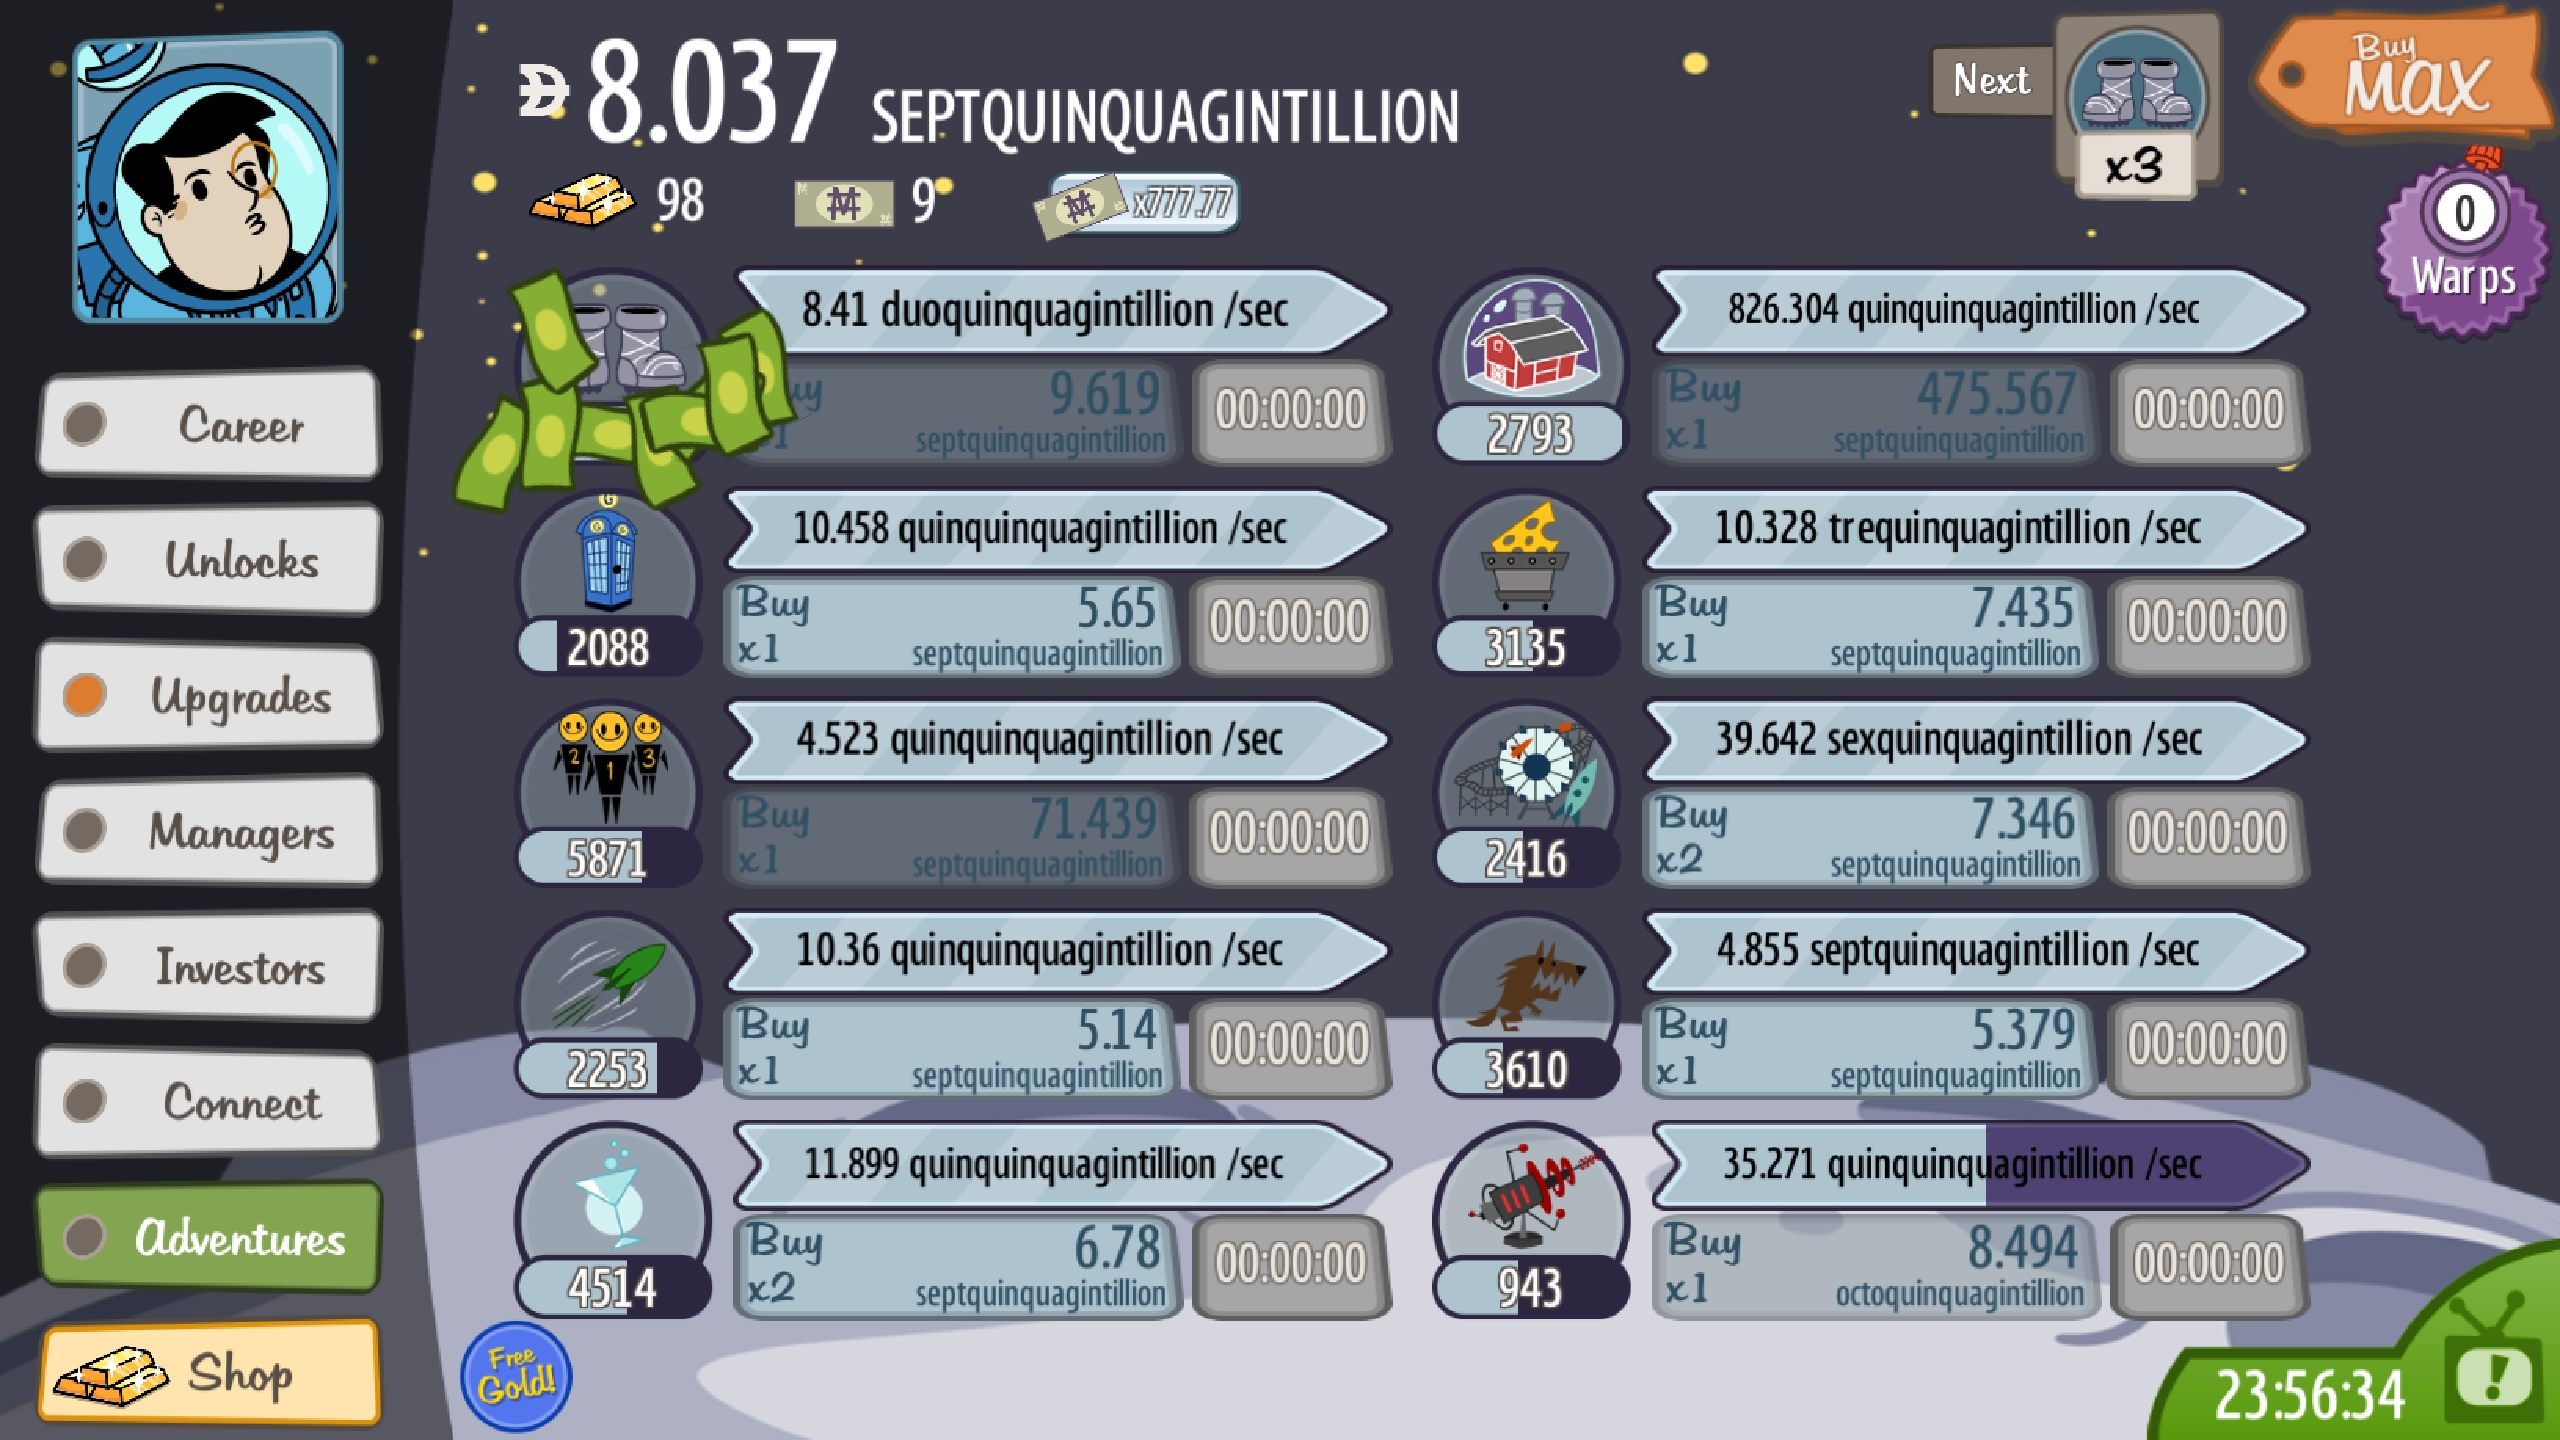 8.037 SEPTQUINQUAGINTILLION
Next
x3
Buy
MAX
98
9
x777.77
0
Warps
Career
Unlocks
Upgrades
Managers
Investors
Connect
Adventures
Shop
8.41 duoquinquagintillion /sec
9.619
septquinquagintillion
00:00:00
826.304 quinquinquagintillion /sec
2793
Buy
x1
475.567
septquinquagintillion
00:00:00
G
10.458 quinquinquagintillion /sec
2088
Buy
x1
5.65
septquinquagintillion
00:00:00
10.328 trequinquagintillion /sec
3135
Buy
x1
7.435
septquinquagintillion
00:00:00
2 1 3
4.523 quinquinquagintillion /sec
5871
Buy
x1
71.439
septquinquagintillion
00:00:00
39.642 sexquinquagintillion /sec
2416
Buy
x2
7.346
septquinquagintillion
00:00:00
10.36 quinquinquagintillion /sec
2253
Buy
x1
5.14
septquinquagintillion
00:00:00
4.855 septquinquagintillion /sec
3610
Buy
x1
5.379
septquinquagintillion
00:00:00
11.899 quinquinquagintillion /sec
4514
Buy
x2
6.78
septquinquagintillion
00:00:00
35.271 quinquinquagintillion /sec
943
Buy
x1
8.494
octoquinquagintillion
00:00:00
Free
Gold!
23:56:34
!